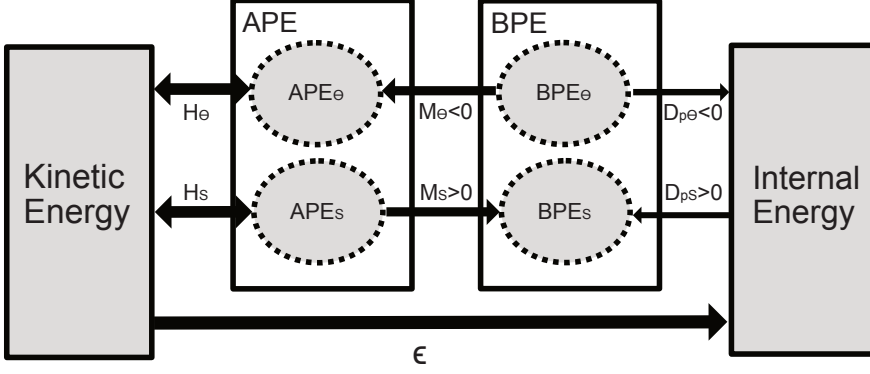 APE
BPE
APEΘ
BPEΘ
HΘ
MΘ<0
DpΘ<0
Kinetic
Energy
Internal
Energy
HS
MS>0
DpS>0
APES
BPES
ϵ